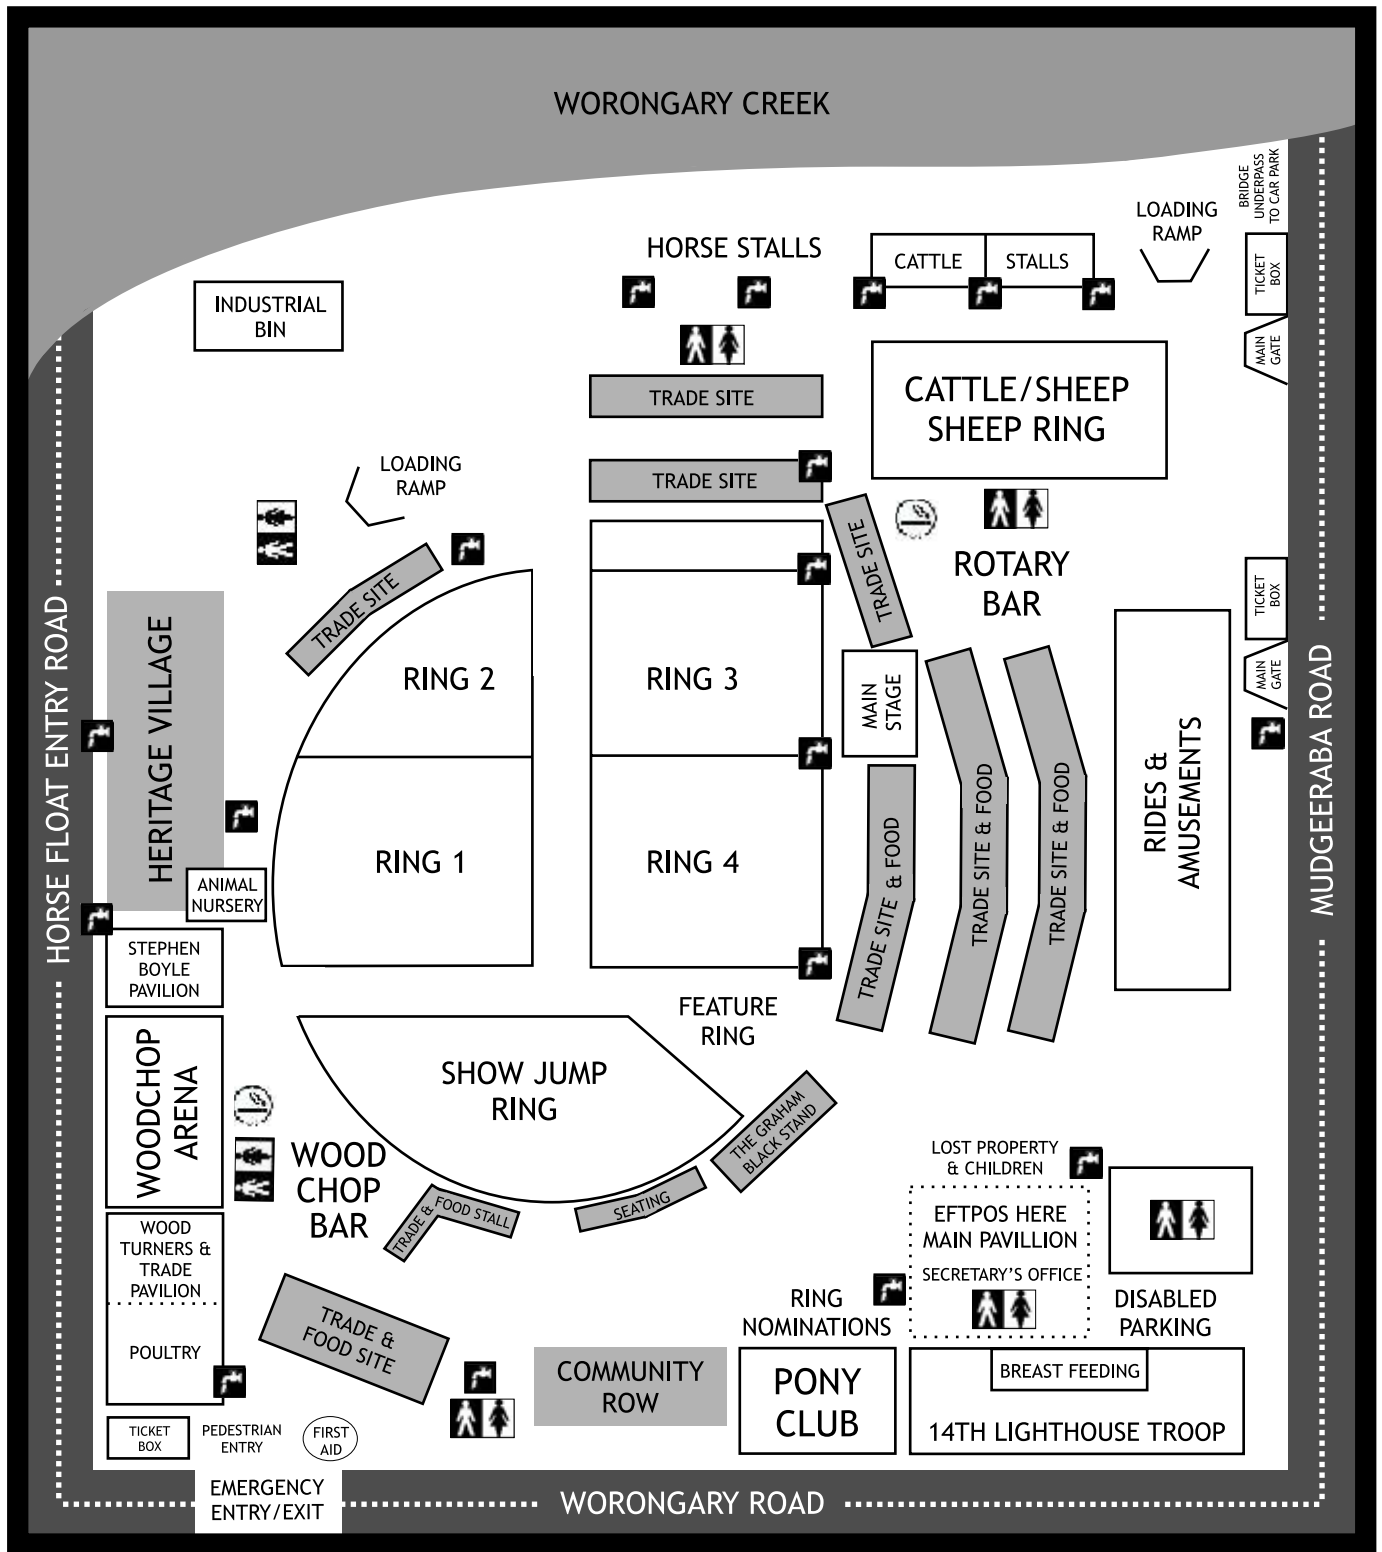 WORONGARY CREEK
BRIDGE
UNDERPASS
TO CAR PARK
LOADING
RAMP
HORSE STALLS
CATTLE
STALLS
TICKET
BOX
MAIN
GATE
INDUSTRIAL
BIN
TRADE SITE
CATTLE/SHEEP
SHEEP RING
LOADING
RAMP
TRADE SITE
TRADE SITE
ROTARY
BAR
TICKET
BOX
MAIN
GATE
TRADE SITE
HORSE FLOAT ENTRY ROAD
HERITAGE VILLAGE
RING 2
RING 3
MAIN
STAGE
MUDGEERABA ROAD
RIDES &
AMUSEMENTS
TRADE SITE & FOOD
TRADE SITE & FOOD
TRADE SITE & FOOD
RING 1
RING 4
ANIMAL
NURSERY
STEPHEN
BOYLE
PAVILION
FEATURE
RING
WOODCHOP
ARENA
SHOW JUMP
RING
THE GRAHAM
BLACK STAND
WOOD
CHOP
BAR
TRADE & FOOD STALL
SEATING
LOST PROPERTY
& CHILDREN
EFTPOS HERE
MAIN PAVILLION
SECRETARY'S OFFICE
WOOD
TURNERS &
TRADE
PAVILION
POULTRY
TRADE &
FOOD SITE
RING
NOMINATIONS
DISABLED
PARKING
COMMUNITY
ROW
PONY
CLUB
BREAST FEEDING
14TH LIGHTHOUSE TROOP
TICKET
BOX
PEDESTRIAN
ENTRY
FIRST
AID
EMERGENCY
ENTRY/EXIT
WORONGARY ROAD